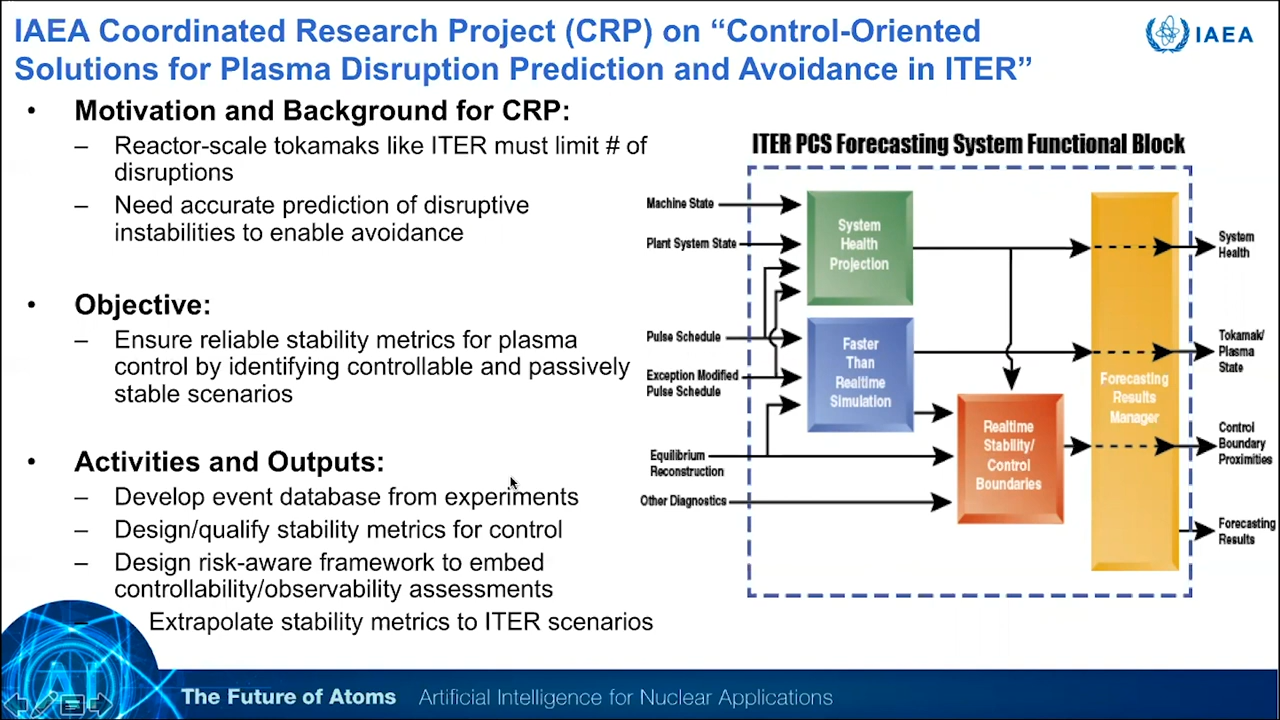 IAEA Coordinated Research Project (CRP) on “Control-Oriented
Solutions for Plasma Disruption Prediction and Avoidance in ITER”
IAEA
• Motivation and Background for CRP:
– Reactor-scale tokamaks like ITER must limit # of
disruptions
– Need accurate prediction of disruptive
instabilities to enable avoidance
• Objective:
– Ensure reliable stability metrics for plasma
control by identifying controllable and passively
stable scenarios
• Activities and Outputs:
– Develop event database from experiments
– Design/qualify stability metrics for control
– Design risk-aware framework to embed
controllability/observability assessments
– Extrapolate stability metrics to ITER scenarios
ITER PCS Forecasting System Functional Block
Machine State
Plant System State
Pulse Schedule
Exception Modified
Pulse Schedule
Equilibrium
Reconstruction
Other Diagnostics
System
Health
Projection
Faster
Than
Realtime
Simulation
Realtime
Stability/
Control
Boundaries
Forecasting
Results
Manager
System
Health
Tokamak/
Plasma
State
Control
Boundary
Proximities
Forecasting
Results
AI
The Future of Atoms Artificial Intelligence for Nuclear Applications